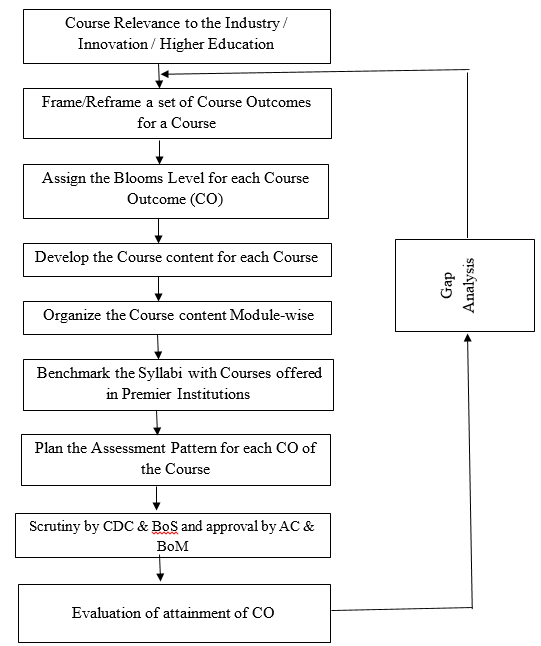 Course Relevance to the Industry /
Innovation / Higher Education
Frame/Reframe a set of Course Outcomes
for a Course
Assign the Blooms Level for each Course
Outcome (CO)
Develop the Course content for each Course
Organize the Course content Module-wise
Benchmark the Syllabi with Courses offered
in Premier Institutions
Plan the Assessment Pattern for each CO of
the Course
Scrutiny by CDC & BoS and approval by AC &
BoM
Evaluation of attainment of CO
Gap
Analysis